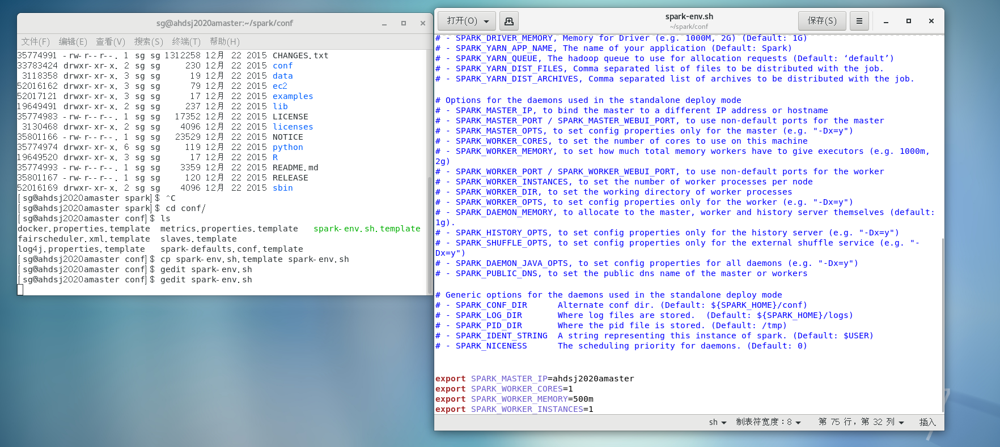 sg@ahdsj2020amaster:~/spark/conf
文件(F) 编辑(E) 查看(V) 搜索(S) 终端(T) 帮助(H)
35774991 -rw-r--r--. 1 sg sg 1312258 12月 22 2015 CHANGES.txt
33783424 drwxr-xr-x. 2 sg sg     230 12月 22 2015 conf
 3118358 drwxr-xr-x. 3 sg sg      19 12月 22 2015 data
52016162 drwxr-xr-x. 3 sg sg      79 12月 22 2015 ec2
52017121 drwxr-xr-x. 3 sg sg      17 12月 22 2015 examples
19649491 drwxr-xr-x. 2 sg sg     237 12月 22 2015 lib
35774983 -rw-r--r--. 1 sg sg   17352 12月 22 2015 LICENSE
 3130468 drwxr-xr-x. 2 sg sg    4096 12月 22 2015 licenses
35801166 -rw-r--r--. 1 sg sg   23529 12月 22 2015 NOTICE
35774974 drwxr-xr-x. 6 sg sg     119 12月 22 2015 python
19649520 drwxr-xr-x. 3 sg sg      17 12月 22 2015 R
35774993 -rw-r--r--. 1 sg sg    3359 12月 22 2015 README.md
35801167 -rw-r--r--. 1 sg sg     120 12月 22 2015 RELEASE
52016169 drwxr-xr-x. 2 sg sg    4096 12月 22 2015 sbin
[sg@ahdsj2020amaster spark]$ ^C
[sg@ahdsj2020amaster spark]$ cd conf/
[sg@ahdsj2020amaster conf]$ ls
docker.properties.template  metrics.properties.template   spark-env.sh.template
fairscheduler.xml.template  slaves.template
log4j.properties.template   spark-defaults.conf.template
[sg@ahdsj2020amaster conf]$ cp spark-env.sh.template spark-env.sh
[sg@ahdsj2020amaster conf]$ gedit spark-env.sh
[sg@ahdsj2020amaster conf]$ gedit spark-env.sh
打开(O)
spark-env.sh
~/spark/conf
保存(S)
# - SPARK_DRIVER_MEMORY, Memory for Driver (e.g. 1000M, 2G) (Default: 1G)
# - SPARK_YARN_APP_NAME, The name of your application (Default: Spark)
# - SPARK_YARN_QUEUE, The hadoop queue to use for allocation requests (Default: ‘default’)
# - SPARK_YARN_DIST_FILES, Comma separated list of files to be distributed with the job.
# - SPARK_YARN_DIST_ARCHIVES, Comma separated list of archives to be distributed with the job.
# Options for the daemons used in the standalone deploy mode
# - SPARK_MASTER_IP, to bind the master to a different IP address or hostname
# - SPARK_MASTER_PORT / SPARK_MASTER_WEBUI_PORT, to use non-default ports for the master
# - SPARK_MASTER_OPTS, to set config properties only for the master (e.g. "-Dx=y")
# - SPARK_WORKER_CORES, to set the number of cores to use on this machine
# - SPARK_WORKER_MEMORY, to set how much total memory workers have to give executors (e.g. 1000m,
2g)
# - SPARK_WORKER_PORT / SPARK_WORKER_WEBUI_PORT, to use non-default ports for the worker
# - SPARK_WORKER_INSTANCES, to set the number of worker processes per node
# - SPARK_WORKER_DIR, to set the working directory of worker processes
# - SPARK_WORKER_OPTS, to set config properties only for the worker (e.g. "-Dx=y")
# - SPARK_DAEMON_MEMORY, to allocate to the master, worker and history server themselves (default:
1g).
# - SPARK_HISTORY_OPTS, to set config properties only for the history server (e.g. "-Dx=y")
# - SPARK_SHUFFLE_OPTS, to set config properties only for the external shuffle service (e.g. "-
Dx=y")
# - SPARK_DAEMON_JAVA_OPTS, to set config properties for all daemons (e.g. "-Dx=y")
# - SPARK_PUBLIC_DNS, to set the public dns name of the master or workers
# Generic options for the daemons used in the standalone deploy mode
# - SPARK_CONF_DIR      Alternate conf dir. (Default: ${SPARK_HOME}/conf)
# - SPARK_LOG_DIR       Where log files are stored.  (Default: ${SPARK_HOME}/logs)
# - SPARK_PID_DIR       Where the pid file is stored. (Default: /tmp)
# - SPARK_IDENT_STRING  A string representing this instance of spark. (Default: $USER)
# - SPARK_NICENESS      The scheduling priority for daemons. (Default: 0)
export SPARK_MASTER_IP=ahdsj2020amaster
export SPARK_WORKER_CORES=1
export SPARK_WORKER_MEMORY=500m
export SPARK_WORKER_INSTANCES=1
sh 制表符宽度：8 第 75 行，第 32 列 插入
7